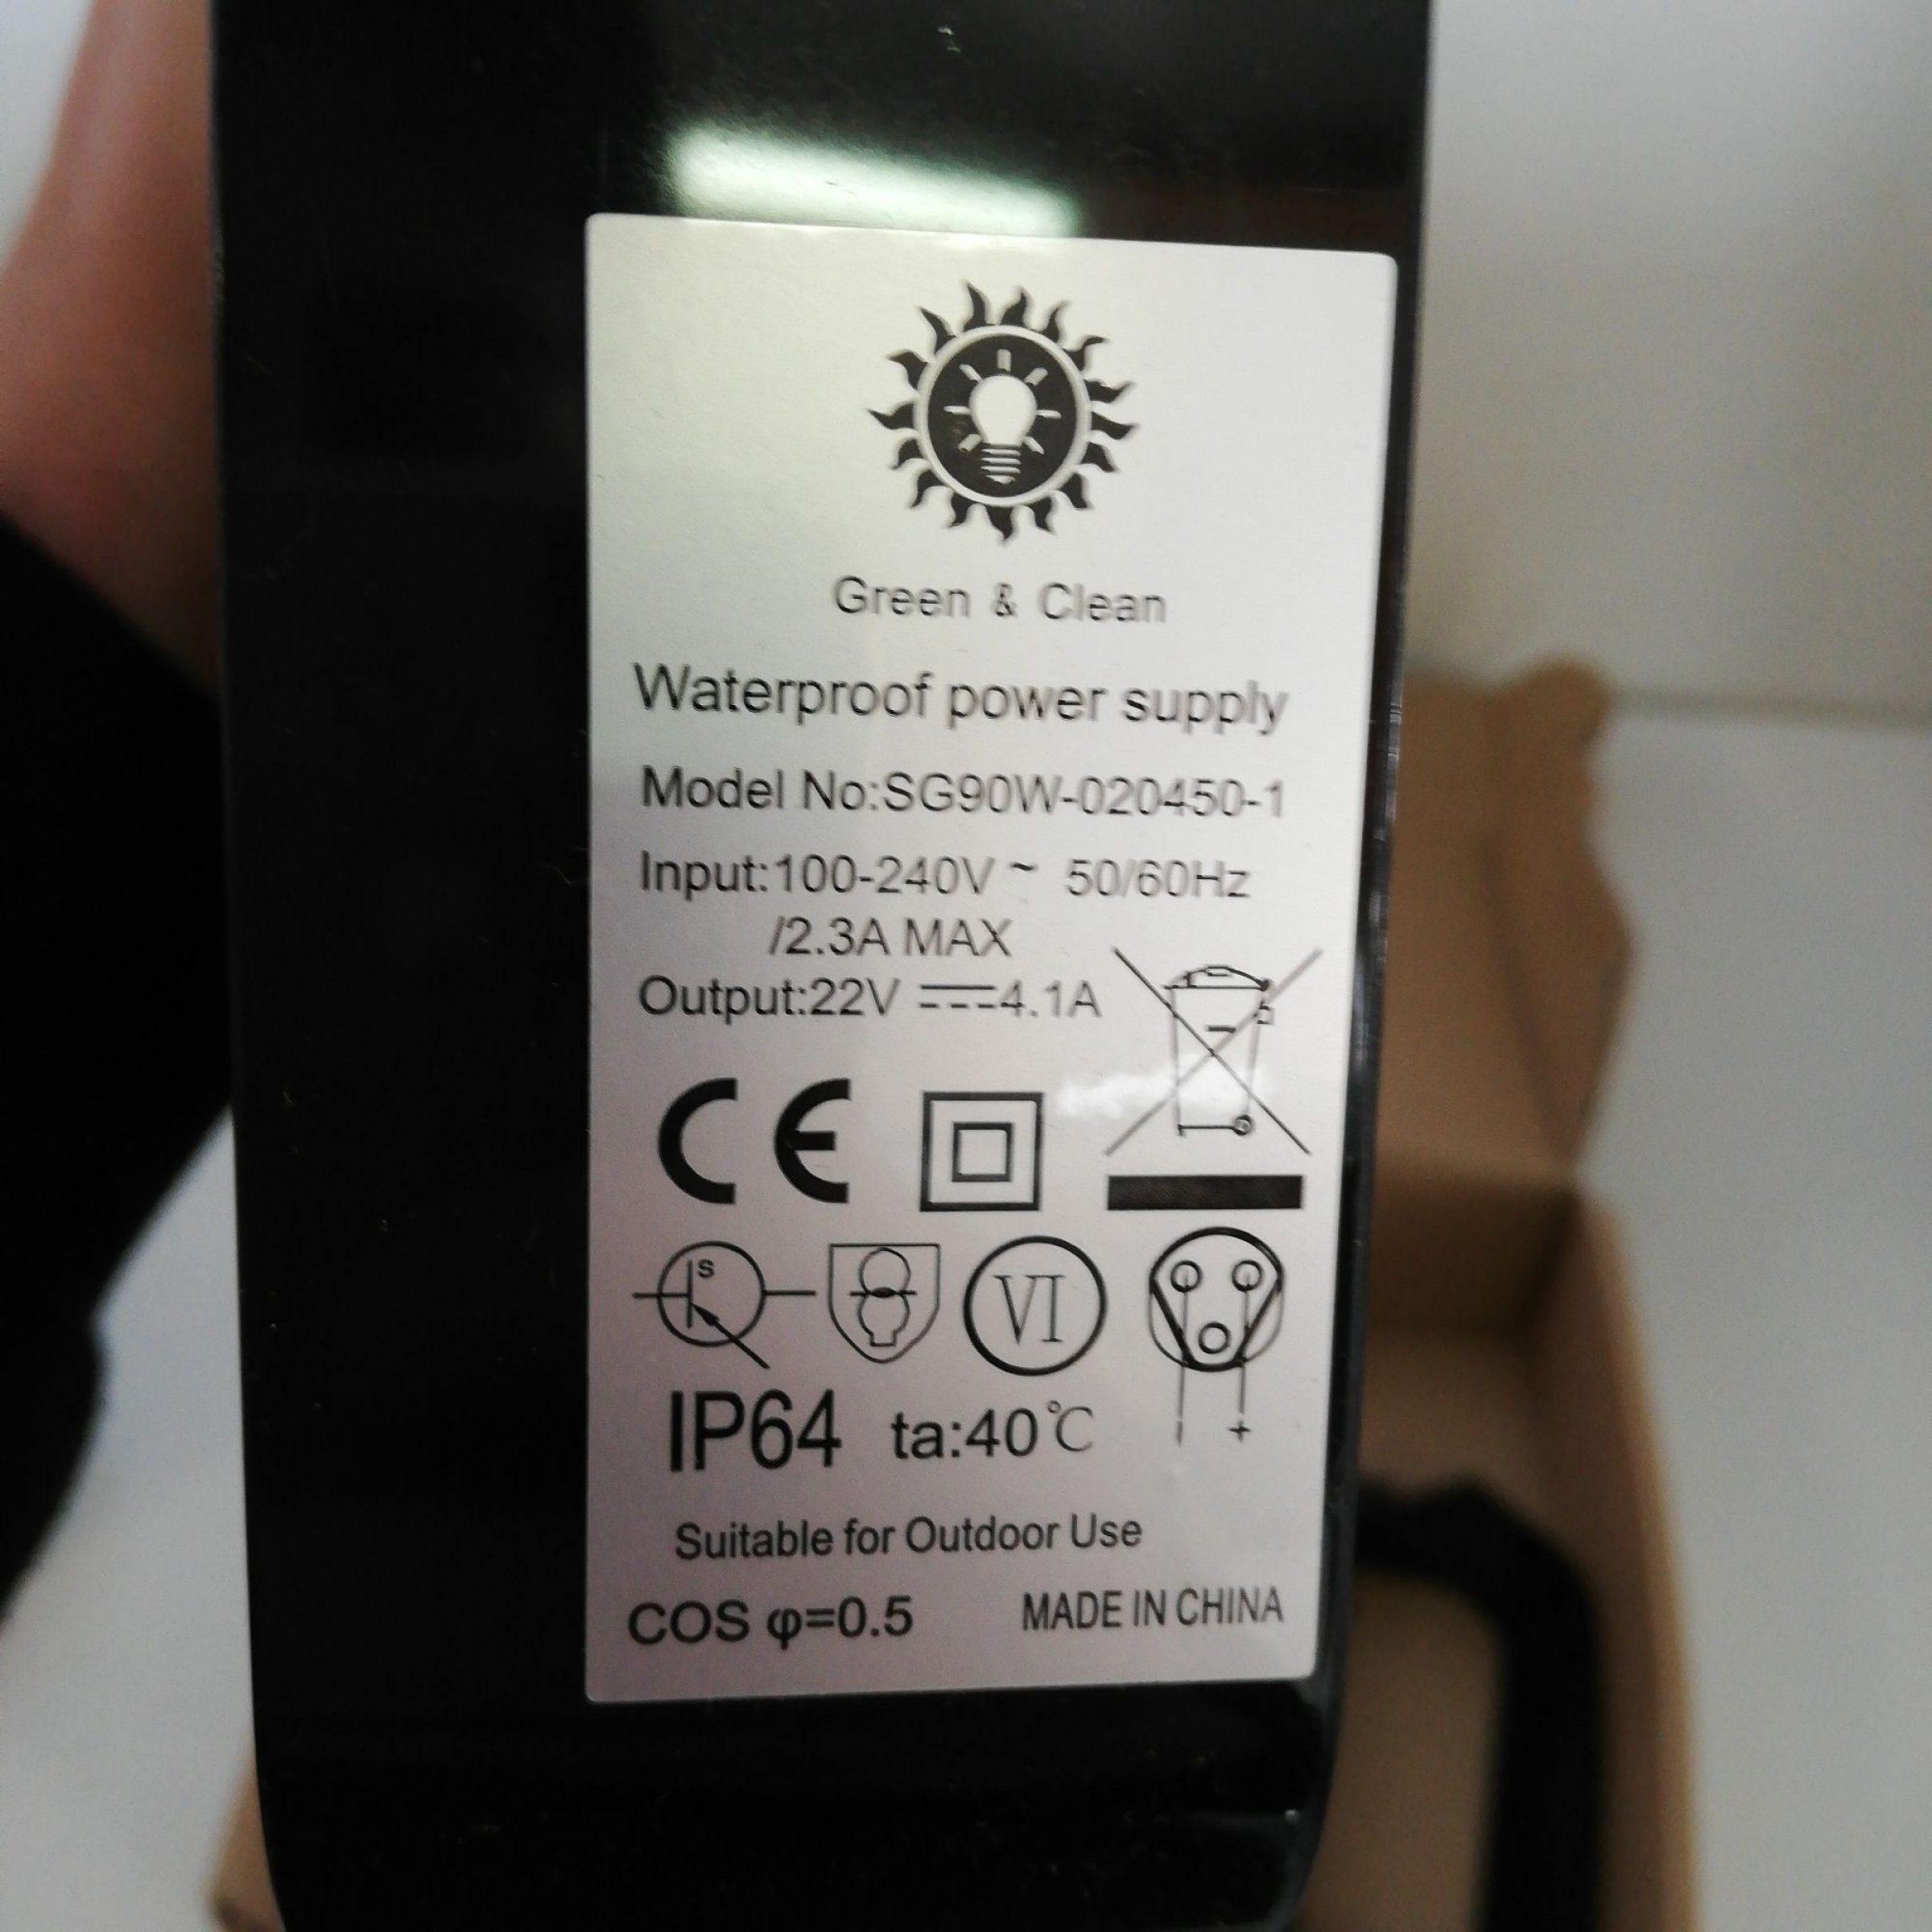 Green & Clean
Waterproof power supply
Model No:SG90W-020450-1
Input:100-240V ~ 50/60Hz
/2.3A MAX
Output:22V ⎓4.1A
CE
S
VI
IP64 ta:40℃
- +
Suitable for Outdoor Use
COS φ=0.5 MADE IN CHINA